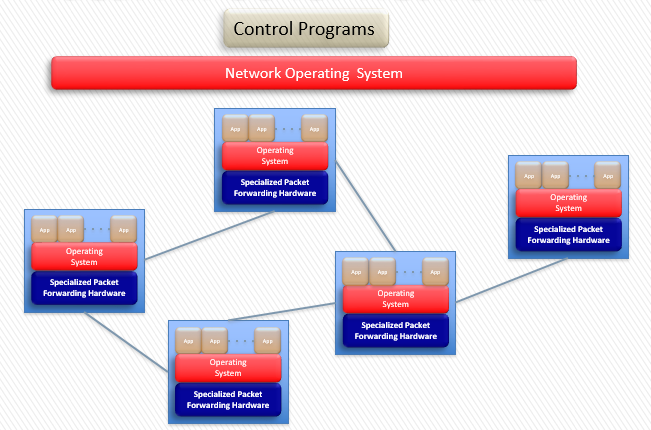 Control Programs
Network Operating System
App App App
Operating
System
Specialized Packet
Forwarding Hardware
App App App
Operating
System
Specialized Packet
Forwarding Hardware
App App App
Operating
System
Specialized Packet
Forwarding Hardware
App App App
Operating
System
Specialized Packet
Forwarding Hardware
App App App
Operating
System
Specialized Packet
Forwarding Hardware